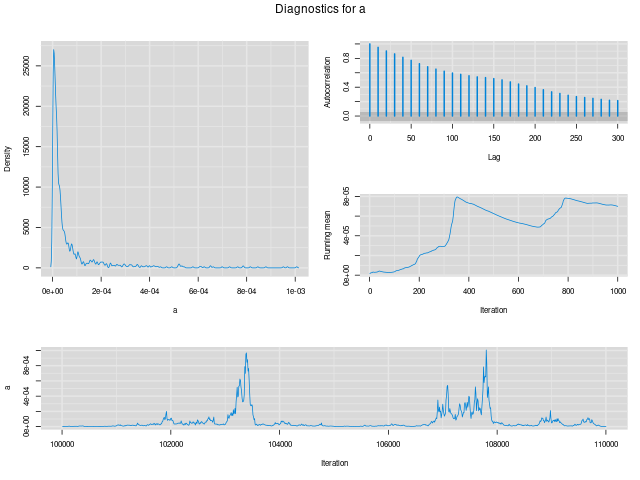 Diagnostics for a
Density
0 5000 10000 15000 20000 25000
0e+00 2e-04 4e-04 6e-04 8e-04 1e-03
a
Autocorrelation
0.0 0.4 0.8
0 50 100 150 200 250 300
Lag
Running mean
0e+00 4e-05 8e-05
0 200 400 600 800 1000
Iteration
a
0e+00 4e-04 8e-04
100000 102000 104000 106000 108000 110000
Iteration